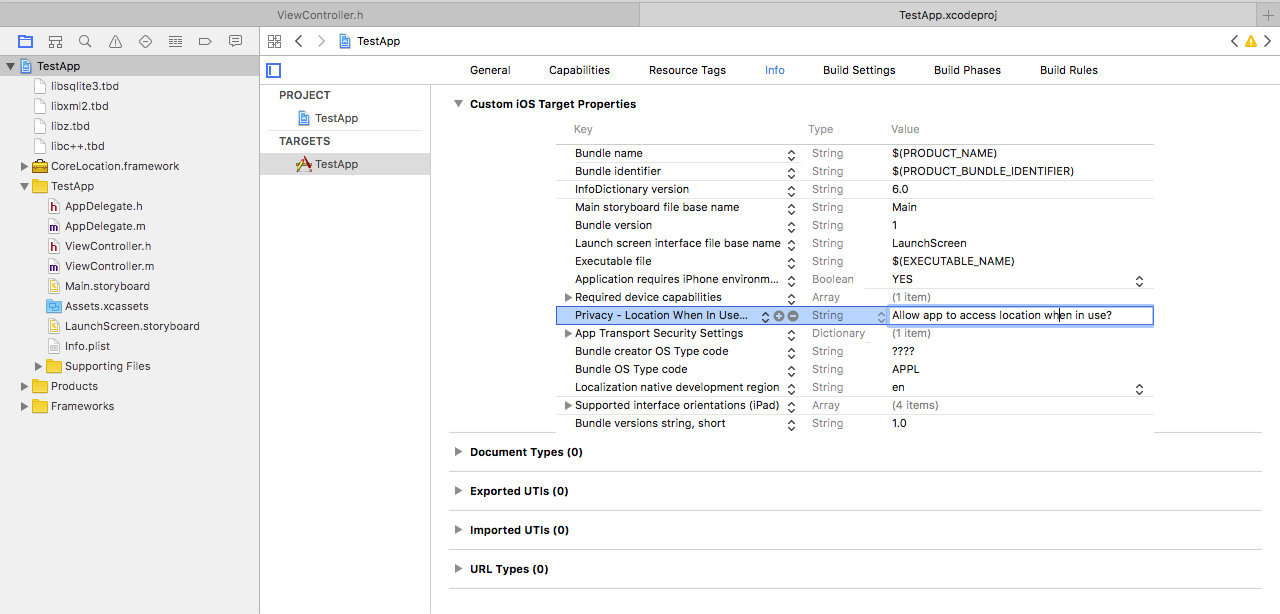 ViewController.h
TestApp.xcodeproj
TestApp
TestApp
libsqlite3.tbd
libxml2.tbd
libz.tbd
libc++.tbd
CoreLocation.framework
TestApp
AppDelegate.h
AppDelegate.m
ViewController.h
ViewController.m
Main.storyboard
Assets.xcassets
LaunchScreen.storyboard
Info.plist
Supporting Files
Products
Frameworks
General Capabilities Resource Tags Info Build Settings Build Phases Build Rules
PROJECT
TestApp
TARGETS
TestApp
Custom iOS Target Properties
Key Type Value
Bundle name String $(PRODUCT_NAME)
Bundle identifier String $(PRODUCT_BUNDLE_IDENTIFIER)
InfoDictionary version String 6.0
Main storyboard file base name String Main
Bundle version String 1
Launch screen interface file base name String LaunchScreen
Executable file String $(EXECUTABLE_NAME)
Application requires iPhone environm... Boolean YES
Required device capabilities Array (1 item)
Privacy - Location When In Use... String Allow app to access location when in use?
App Transport Security Settings Dictionary (1 item)
Bundle creator OS Type code String ????
Bundle OS Type code String APPL
Localization native development region String en
Supported interface orientations (iPad) Array (4 items)
Bundle versions string, short String 1.0
Document Types (0)
Exported UTIs (0)
Imported UTIs (0)
URL Types (0)